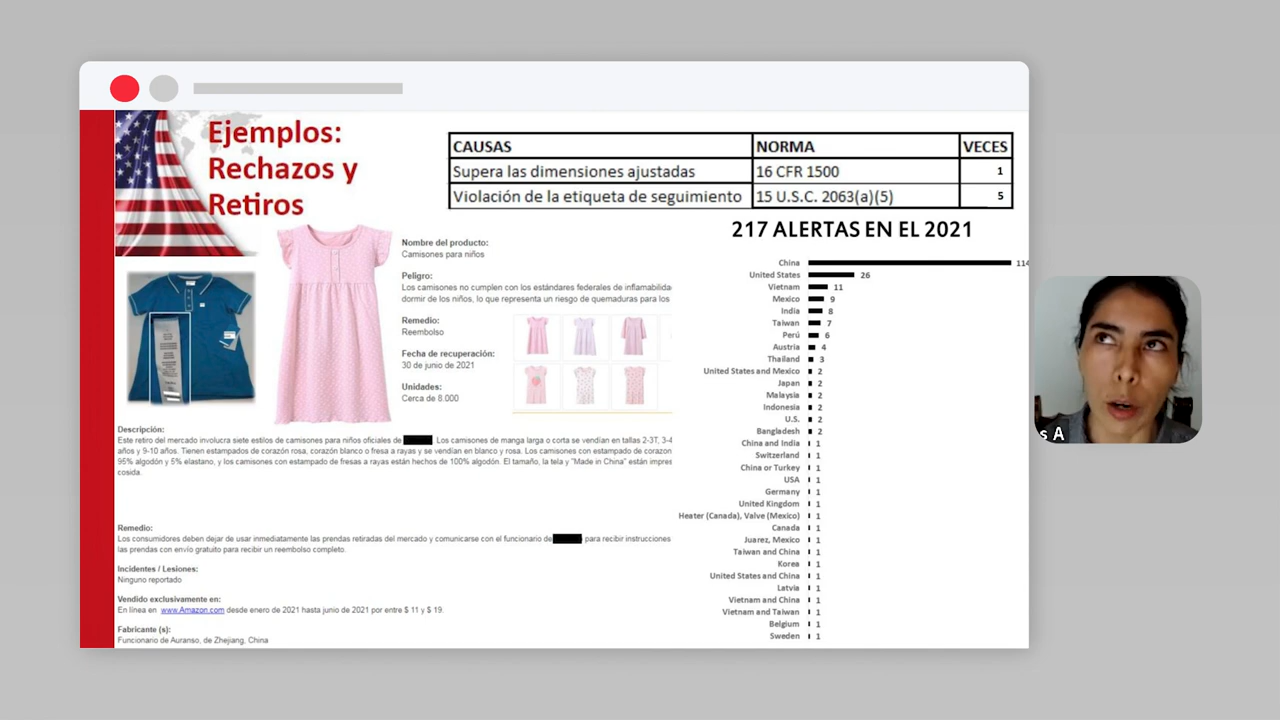 Ejemplos:
Rechazos y
Retiros
CAUSAS NORMA VECES
Supera las dimensiones ajustadas 16 CFR 1500 1
Violación de la etiqueta de seguimiento 15 U.S.C. 2063(a)(5) 5
217 ALERTAS EN EL 2021
Nombre del producto:
Camisones para niños
Peligro:
Los camisones no cumplen con los estándares federales de inflamabilida
dormir de los niños, lo que representa un riesgo de quemaduras para los
Remedio:
Reembolso
Fecha de recuperación:
30 de junio de 2021
Unidades:
Cerca de 8.000
Descripción:
Este retiro del mercado involucra siete estilos de camisones para niños oficiales de Los camisones de manga larga o corta se vendían en tallas 2-3T, 3-4
años y 9-10 años. Tienen estampados de corazón rosa, corazón blanco o fresa a rayas y se vendían en blanco y rosa. Los camisones con estampado de corazon
95% algodón y 5% elastano, y los camisones con estampado de fresas a rayas están hechos de 100% algodón. El tamaño, la tela y "Made in China" están impres
cosida.
Remedio:
Los consumidores deben dejar de usar inmediatamente las prendas retiradas del mercado y comunicarse con el funcionario de para recibir instrucciones
las prendas con envío gratuito para recibir un reembolso completo.
Incidentes / Lesiones:
Ninguno reportado
Vendido exclusivamente en:
En línea en www.Amazon.com desde enero de 2021 hasta junio de 2021 por entre $ 11 y $ 19.
Fabricante (s):
Funcionario de Auranso, de Zhejiang, China
China 114
United States 26
Vietnam 11
Mexico 9
India 8
Taiwan 7
Perú 6
Austria 4
Thailand 3
United States and Mexico 2
Japan 2
Malaysia 2
Indonesia 2
U.S. 2
Bangladesh 2
China and India 1
Switzerland 1
China or Turkey 1
USA 1
Germany 1
United Kingdom 1
Heater (Canada), Valve (Mexico) 1
Canada 1
Juarez, Mexico 1
Taiwan and China 1
Korea 1
United States and China 1
Latvia 1
Vietnam and China 1
Vietnam and Taiwan 1
Belgium 1
Sweden 1
s A